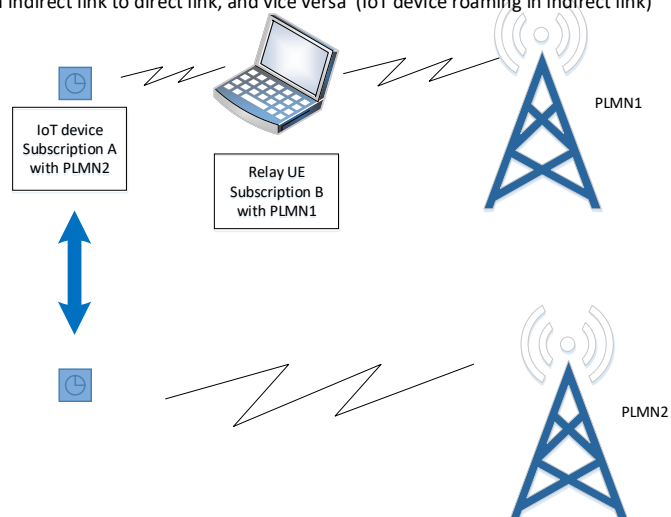 indirect link to direct link, and vice versa (IoT device roaming in indirect link)
PLMN1
IoT device
Subscription A
with PLMN2
Relay UE
Subscription B
with PLMN1
PLMN2